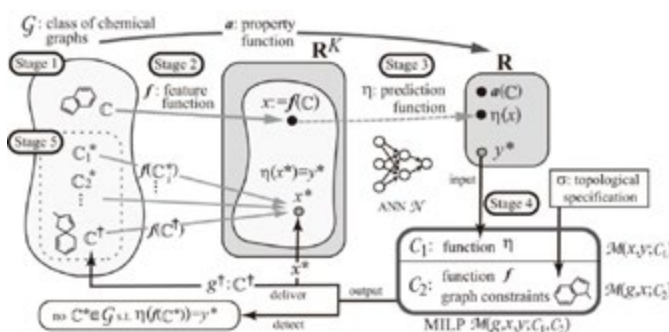 𝒢: class of chemical graphs
a: property function
R^K
R
Stage 1
Stage 2
Stage 3
f: feature function
x:=f(ℂ)
η: prediction function
a(ℂ)
η(x)
ℂ
Stage 5
ℂ₁*
ℂ₂*
⋮
f(ℂᵢ*)
⋮
η(x*)=y*
x*
y*
ANN 𝒩
input
Stage 4
σ: topological specification
ℂ†
f(ℂ†)
C₁: function η
ℳ(x,y;C₁)
C₂: function f
graph constraints
ℳ(g,x;C₂)
g†:ℂ†
x*
deliver
output
no ℂ*∈𝒢 s.t. η(f(ℂ*))=y*
detect
MILP ℳ(g,x,y;C₁,C₂)